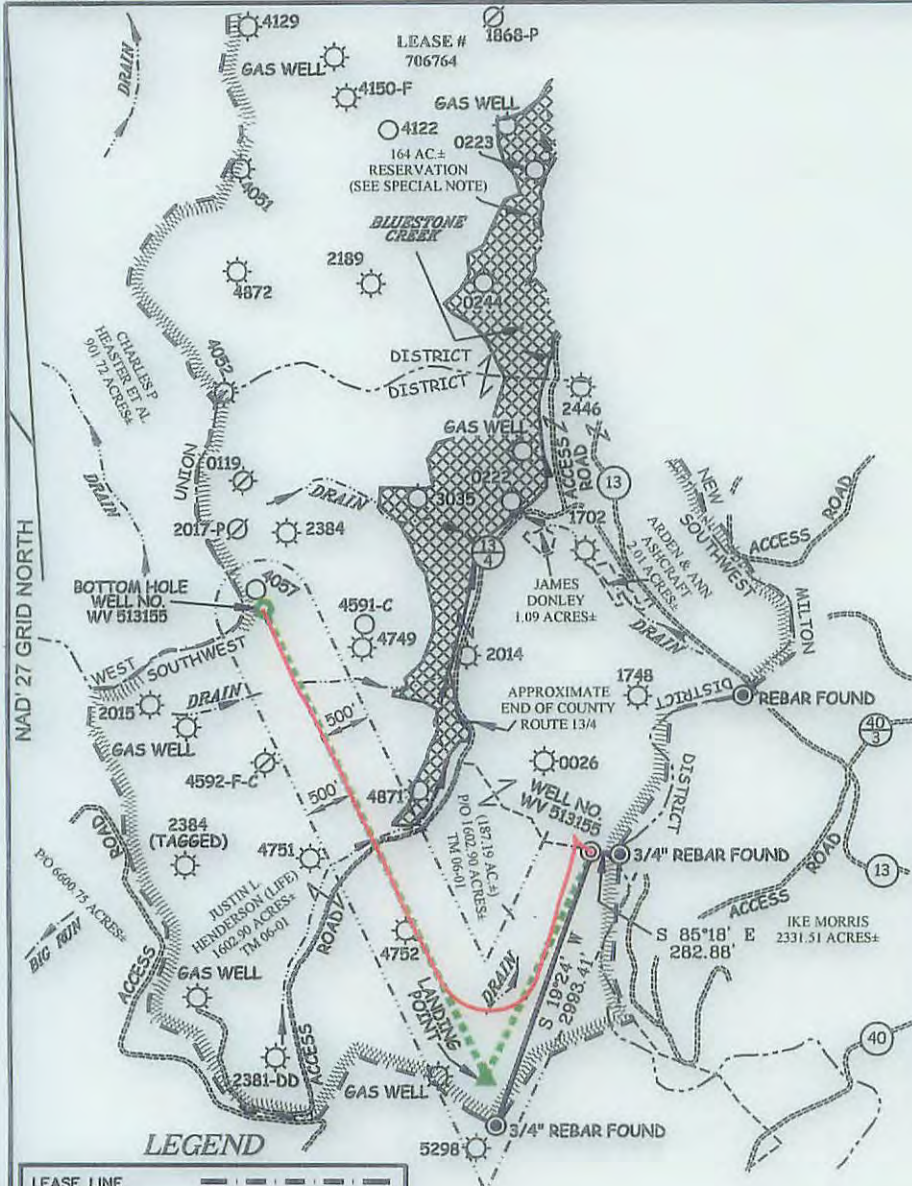 4129
1868-P
LEASE #
706764
DRAIN
GAS WELL
4150-F
GAS WELL
4122
0223
164 AC.±
RESERVATION
(SEE SPECIAL NOTE)
4051
BLUESTONE
CREEK
2189
4872
0244
CHARLES P
HEASTER ET AL
901.72 ACRES±
DISTRICT
DISTRICT
4052
2446
GAS WELL
ACCESS
ROAD
UNION
0119
DRAIN
DRAIN
3035
0222
13
NEW
SOUTHWEST
ACCESS ROAD
MILTON
2017-P
2384
1702
ARDEN & ANN
ASHCRAFT
2.01 ACRES±
13
4
NAD' 27 GRID NORTH
BOTTOM HOLE
WELL NO.
WV 513155
4057
4591-C
4749
JAMES
DONLEY
1.09 ACRES±
DRAIN
2014
WEST
SOUTHWEST
DRAIN
1748
DISTRICT
REBAR FOUND
2015
500'
APPROXIMATE
END OF COUNTY
ROUTE 13/4
40
3
GAS WELL
4592-F-C
500'
0026
DISTRICT
4871
WELL NO.
WV 513155
(187.19 AC.±)
P/O 1602.90 ACRES±
TM 06-01
2384
(TAGGED)
4751
3/4" REBAR FOUND
ROAD
ROAD
13
P/O 6600.75 ACRES±
JUSTIN L
HENDERSON (LIFE)
1602.90 ACRES±
TM 06-01
ACCESS
BIG RUN
ROAD
4752
S 85°18' E
282.88'
IKE MORRIS
2331.51 ACRES±
GAS WELL
ACCESS
LANDING
POINT
DRAIN
S 19°24' W
2993.41'
40
2381-DD
ACCESS
GAS WELL
3/4" REBAR FOUND
LEGEND
5298
LEASE LINE